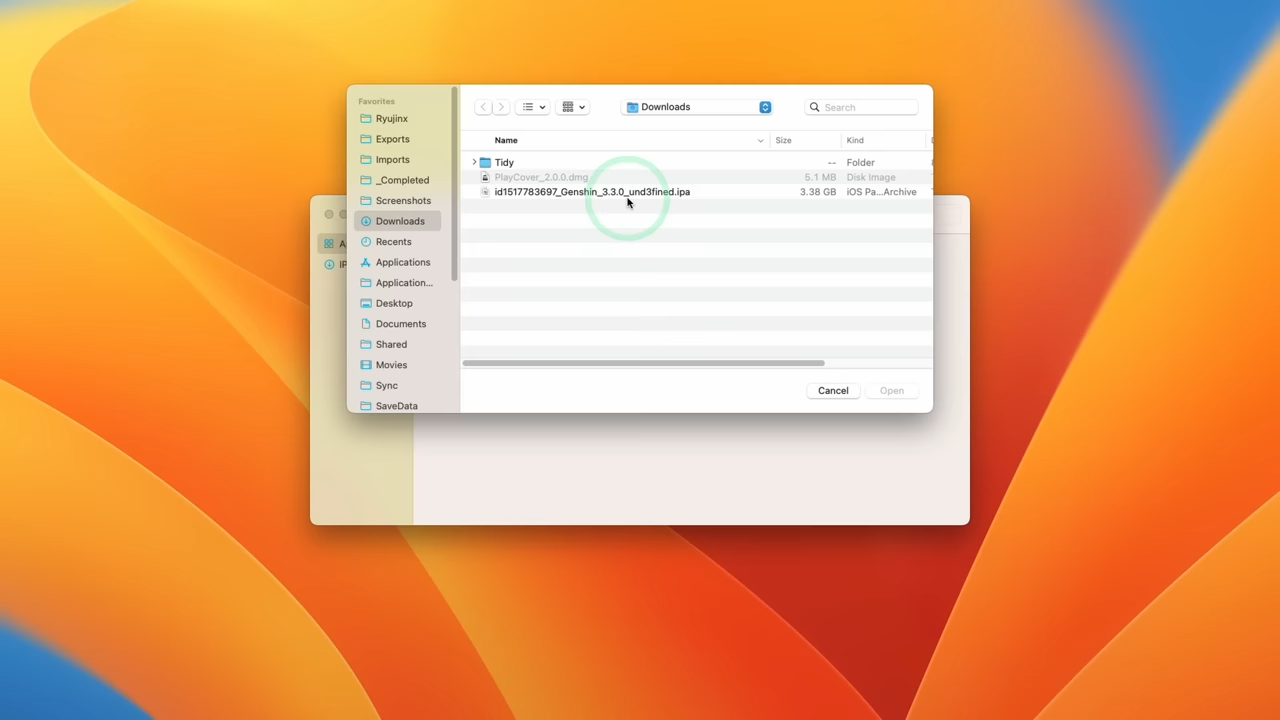 Favorites
Ryujinx
Exports
Imports
_Completed
Screenshots
Downloads
Recents
Applications
Application...
Desktop
Documents
Shared
Movies
Sync
SaveData
Downloads
Search
Name Size Kind
Tidy -- Folder
PlayCover_2.0.0.dmg 5.1 MB Disk Image
id1517783697_Genshin_3.3.0_und3fined.ipa 3.38 GB iOS Pa...Archive
Cancel Open